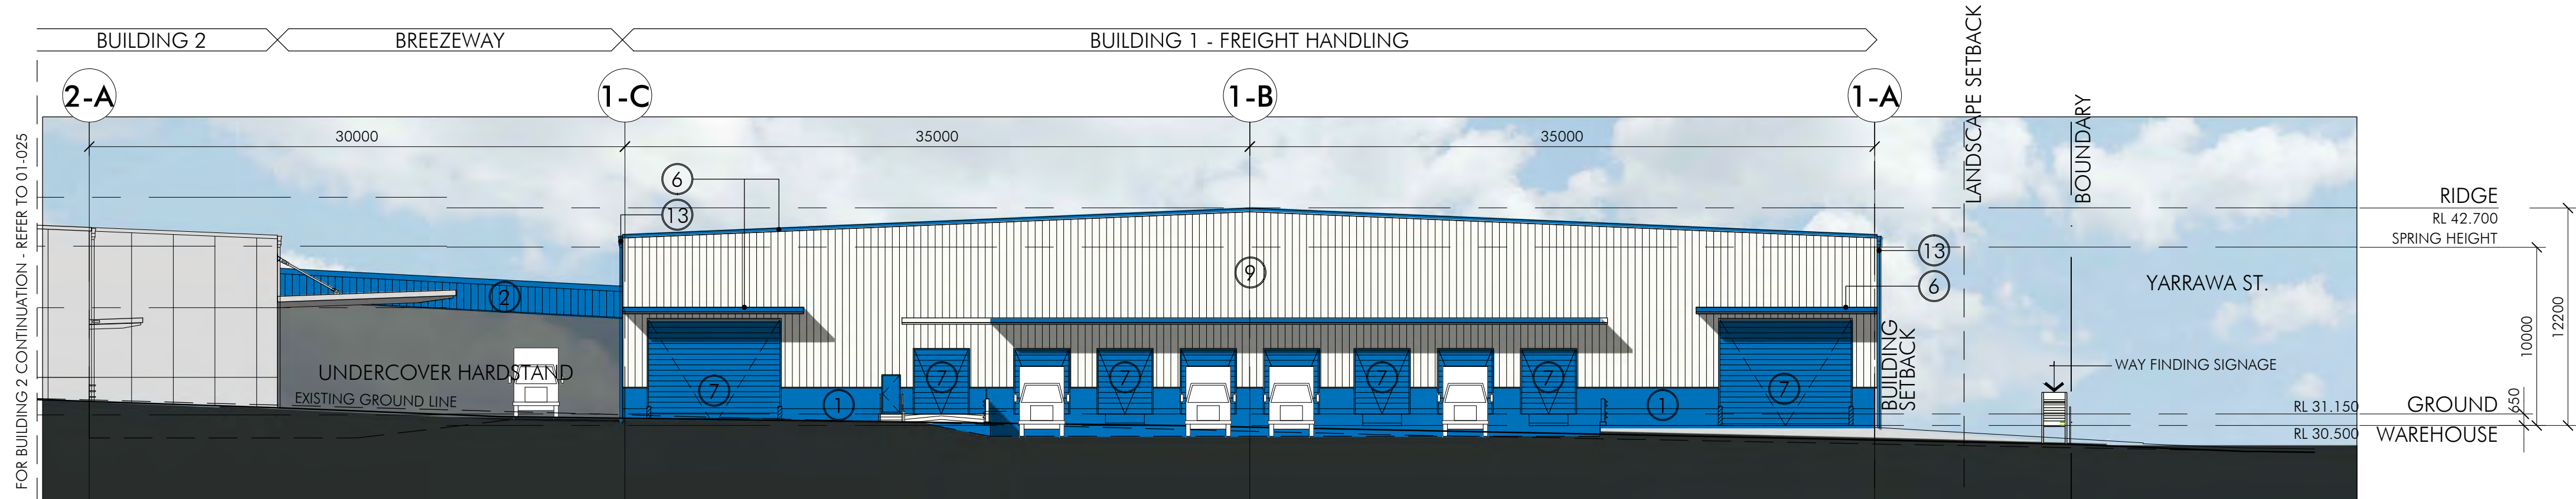 BUILDING 2
BREEZEWAY
BUILDING 1 - FREIGHT HANDLING
LANDSCAPE SETBACK
BOUNDARY
2-A
1-C
1-B
1-A
30000
35000
35000
FOR BUILDING 2 CONTINUATION - REFER TO 01-025
6
13
RIDGE
RL 42.700
SPRING HEIGHT
13
6
9
2
YARRAWA ST.
12200
10000
650
BUILDING
SETBACK
UNDERCOVER HARDSTAND
EXISTING GROUND LINE
WAY FINDING SIGNAGE
7
1
7
7
7
7
1
7
RL 31.150
GROUND
RL 30.500
WAREHOUSE